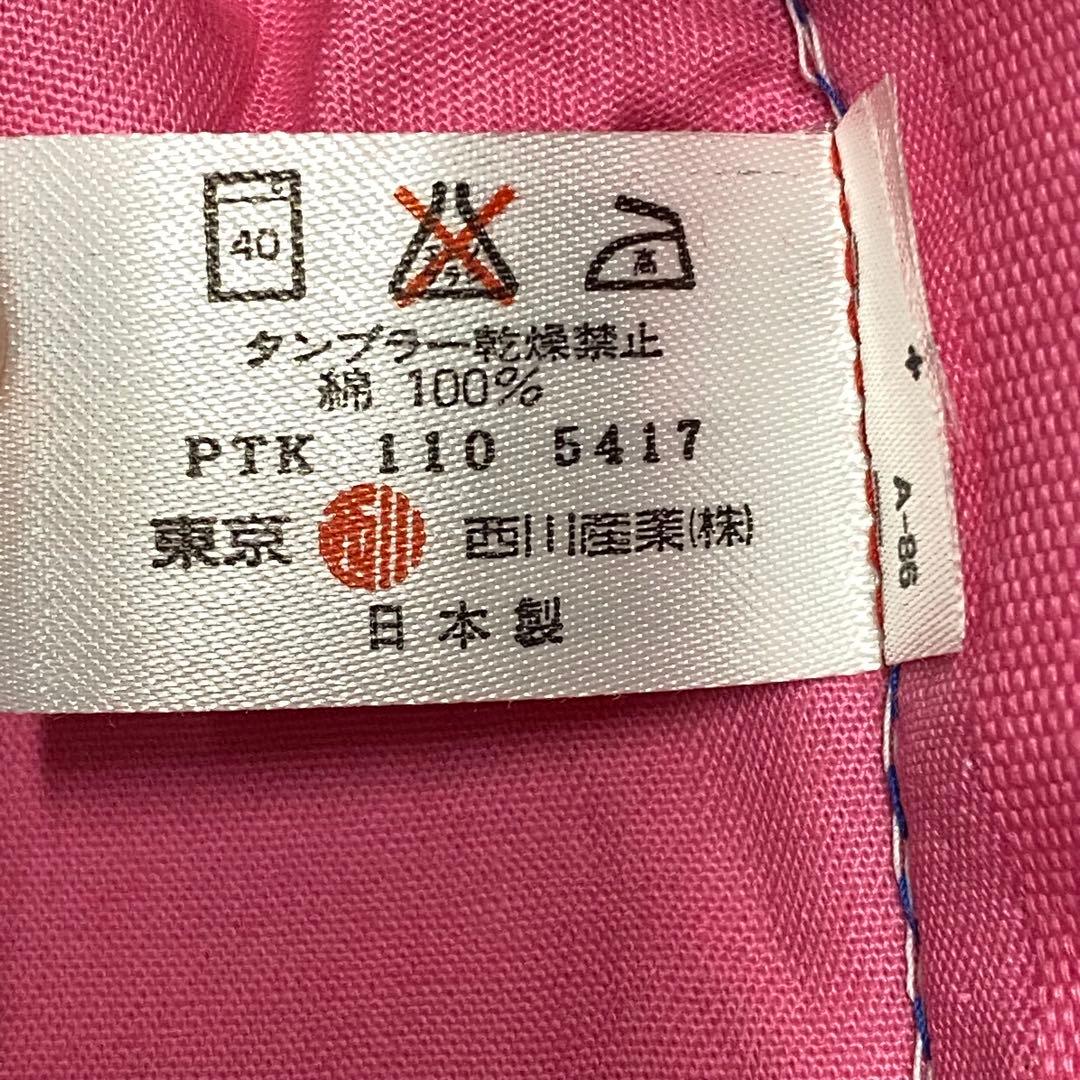 40
高
タンブラー乾燥禁止
綿 100%
PTK 110 5417
東京 西川産業(株)
日本製
A-86